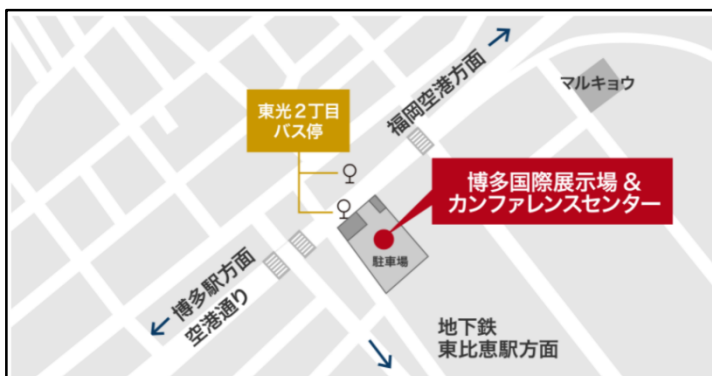 福岡空港方面
マルキョウ
東光2丁目
バス停
博多国際展示場 &
カンファレンスセンター
駐車場
博多駅方面
空港通り
地下鉄
東比恵駅方面